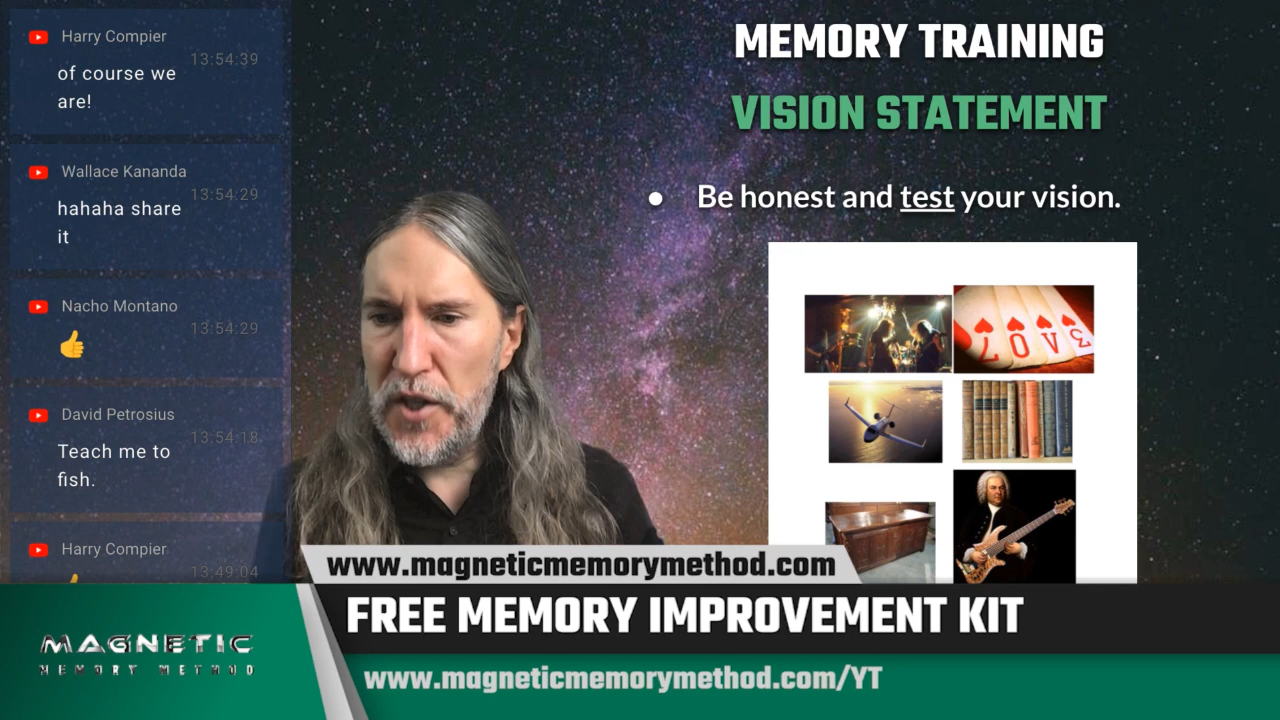 Harry Compier
13:54:39
of course we
are!
Wallace Kananda
13:54:29
hahaha share
it
Nacho Montano
13:54:29
David Petrosius
13:54:18
Teach me to
fish.
Harry Compier
13:49:04
MEMORY TRAINING
VISION STATEMENT
• Be honest and test your vision.
LOVE
www.magneticmemorymethod.com
FREE MEMORY IMPROVEMENT KIT
www.magneticmemorymethod.com/YT
MAGNETIC
MEMORY METHOD